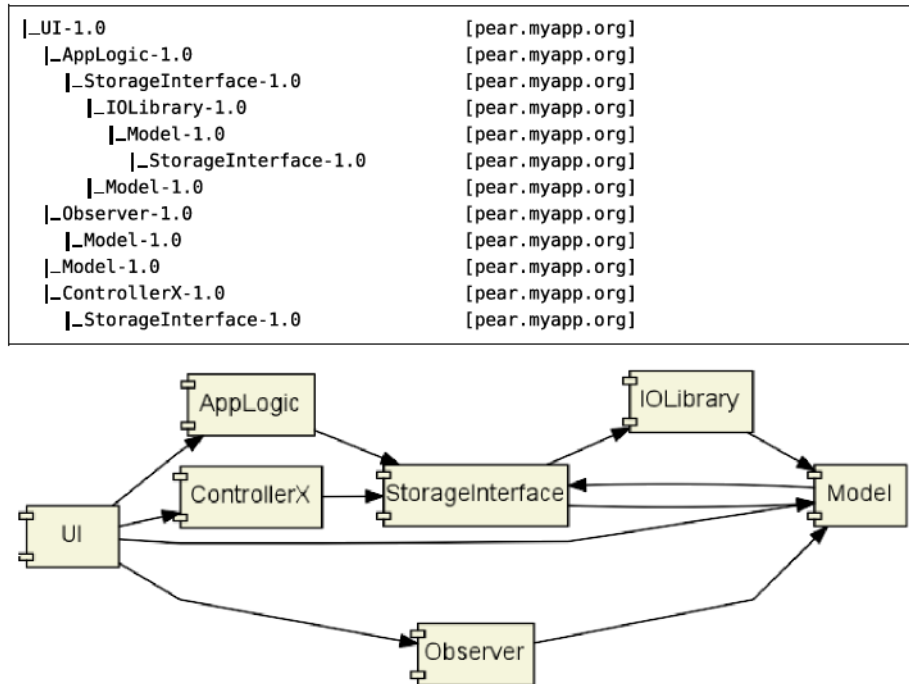 |_UI-1.0 [pear.myapp.org]
|_AppLogic-1.0 [pear.myapp.org]
|_StorageInterface-1.0 [pear.myapp.org]
|_IOLibrary-1.0 [pear.myapp.org]
|_Model-1.0 [pear.myapp.org]
|_StorageInterface-1.0 [pear.myapp.org]
|_Model-1.0 [pear.myapp.org]
|_Observer-1.0 [pear.myapp.org]
|_Model-1.0 [pear.myapp.org]
|_Model-1.0 [pear.myapp.org]
|_ControllerX-1.0 [pear.myapp.org]
|_StorageInterface-1.0 [pear.myapp.org]
AppLogic
IOLibrary
ControllerX
StorageInterface
Model
UI
Observer